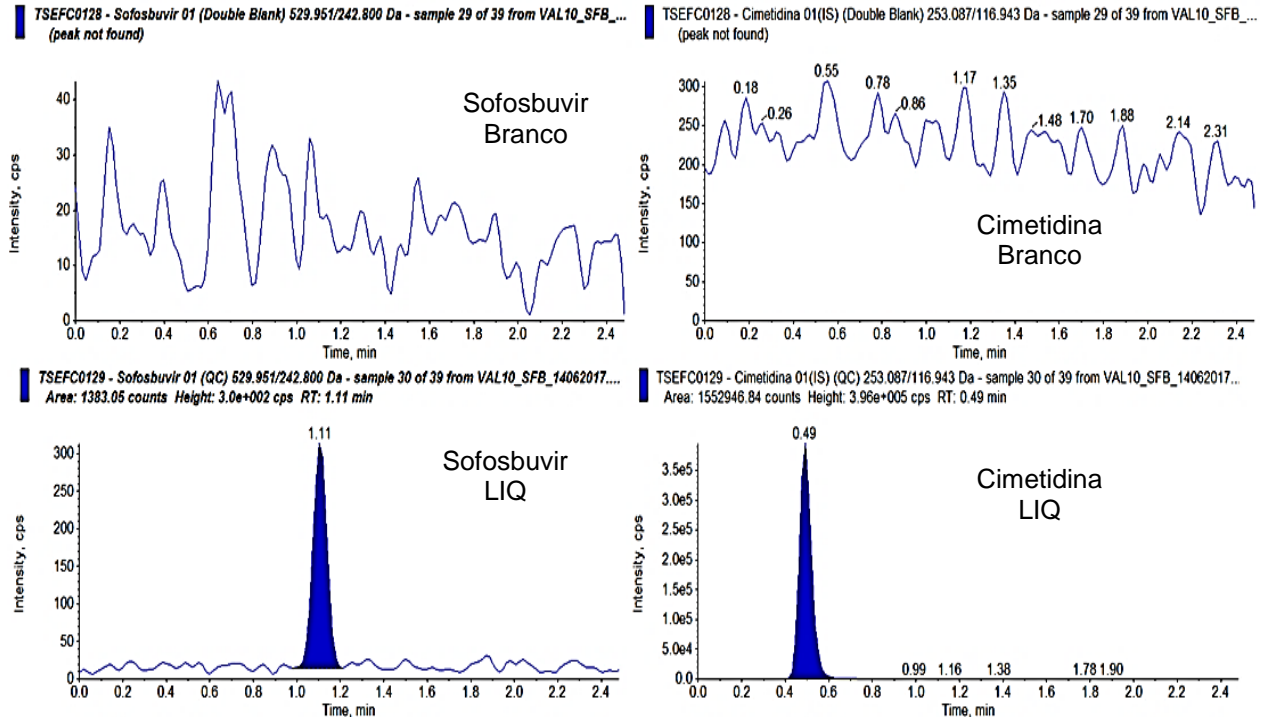 TSEFC0128 - Sofosbuvir 01 (Double Blank) 529.951/242.800 Da - sample 29 of 39 from VAL10_SFB_...
(peak not found)
Sofosbuvir
Branco
Intensity, cps
40
30
20
10
0
0.0 0.2 0.4 0.6 0.8 1.0 1.2 1.4 1.6 1.8 2.0 2.2 2.4
Time, min
TSEFC0128 - Cimetidina 01(IS) (Double Blank) 253.087/116.943 Da - sample 29 of 39 from VAL10_SFB_...
(peak not found)
0.18 0.26 0.55 0.78 0.86 1.17 1.35 1.48 1.70 1.88 2.14 2.31
Cimetidina
Branco
Intensity, cps
300
250
200
150
100
50
0
0.0 0.2 0.4 0.6 0.8 1.0 1.2 1.4 1.6 1.8 2.0 2.2 2.4
Time, min
TSEFC0129 - Sofosbuvir 01 (QC) 529.951/242.800 Da - sample 30 of 39 from VAL10_SFB_14062017....
Area: 1383.05 counts Height: 3.0e+002 cps RT: 1.11 min
1.11
Sofosbuvir
LIQ
Intensity, cps
300
250
200
150
100
50
0
0.0 0.2 0.4 0.6 0.8 1.0 1.2 1.4 1.6 1.8 2.0 2.2 2.4
Time, min
TSEFC0129 - Cimetidina 01(IS) (QC) 253.087/116.943 Da - sample 30 of 39 from VAL10_SFB_14062017...
Area: 1552946.84 counts Height: 3.96e+005 cps RT: 0.49 min
0.49
Cimetidina
LIQ
Intensity, cps
3.5e5
3.0e5
2.5e5
2.0e5
1.5e5
1.0e5
5.0e4
0.0
0.99 1.16 1.38 1.78 1.90
0.0 0.2 0.4 0.6 0.8 1.0 1.2 1.4 1.6 1.8 2.0 2.2 2.4
Time, min